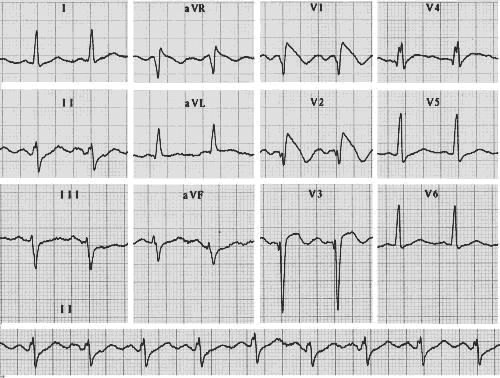 I aVR V1 V4
I I aVL V2 V5
I I I aVF V3 V6
I I